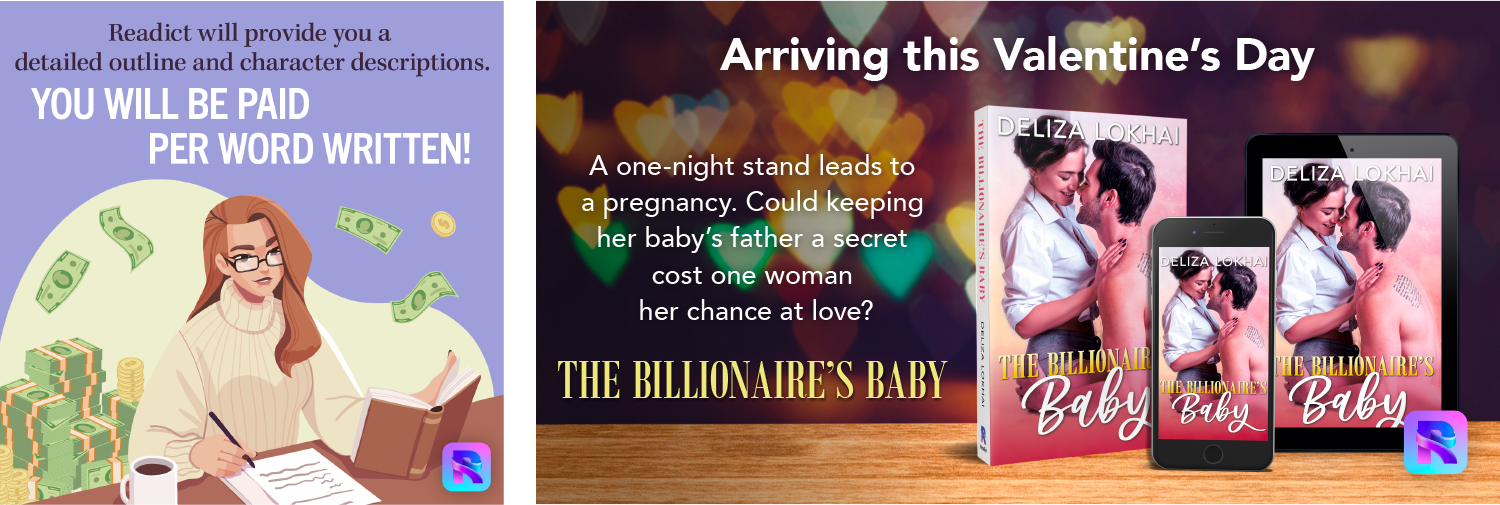 Readict will provide you a
detailed outline and character descriptions.
YOU WILL BE PAID
PER WORD WRITTEN!
R
Arriving this Valentine's Day
A one-night stand leads to
a pregnancy. Could keeping
her baby's father a secret
cost one woman
her chance at love?
THE BILLIONAIRE'S BABY
THE BILLIONAIRE'S BABY
DELIZA LOKHAI
DELIZA LOKHAI
THE BILLIONAIR
Baby
DELIZA LOKHAI
THE BILLIONAIRE'S
Baby
DELIZA LOKHAI
THE BILLIONAIRE'S
Baby
R